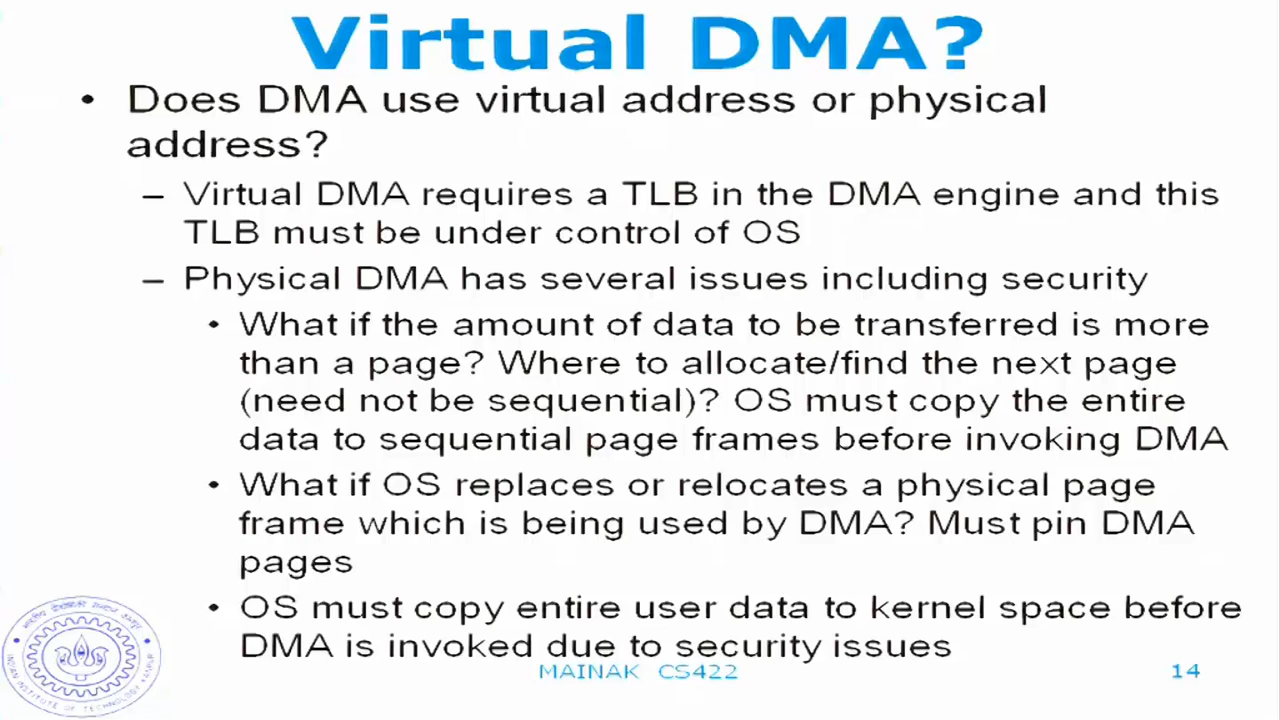 Virtual DMA?
• Does DMA use virtual address or physical
address?
– Virtual DMA requires a TLB in the DMA engine and this
TLB must be under control of OS
– Physical DMA has several issues including security
• What if the amount of data to be transferred is more
than a page? Where to allocate/find the next page
(need not be sequential)? OS must copy the entire
data to sequential page frames before invoking DMA
• What if OS replaces or relocates a physical page
frame which is being used by DMA? Must pin DMA
pages
• OS must copy entire user data to kernel space before
DMA is invoked due to security issues
MAINAK CS422
14
INDIAN INSTITUTE OF TECHNOLOGY KANPUR